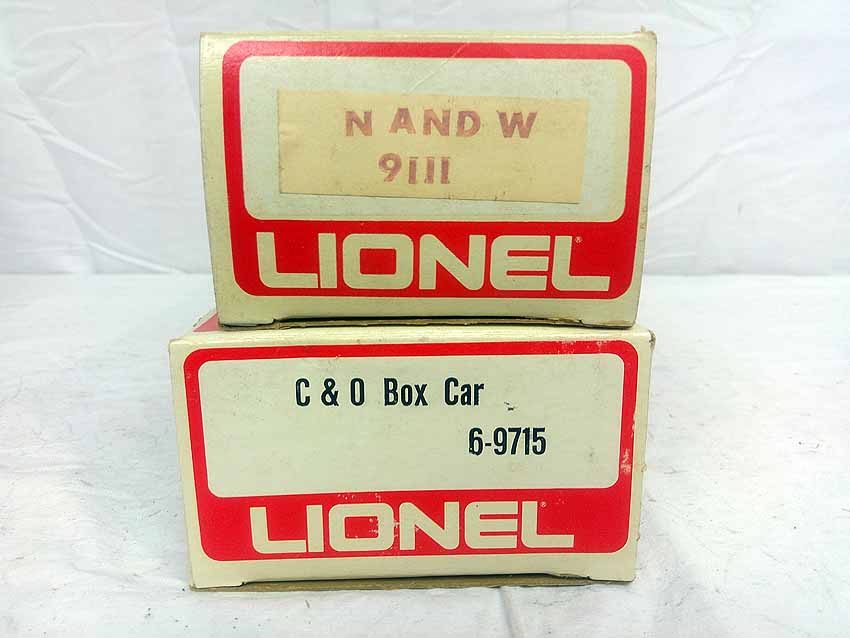 N AND W
9111
LIONEL®
C & O Box Car
6-9715
LIONEL®